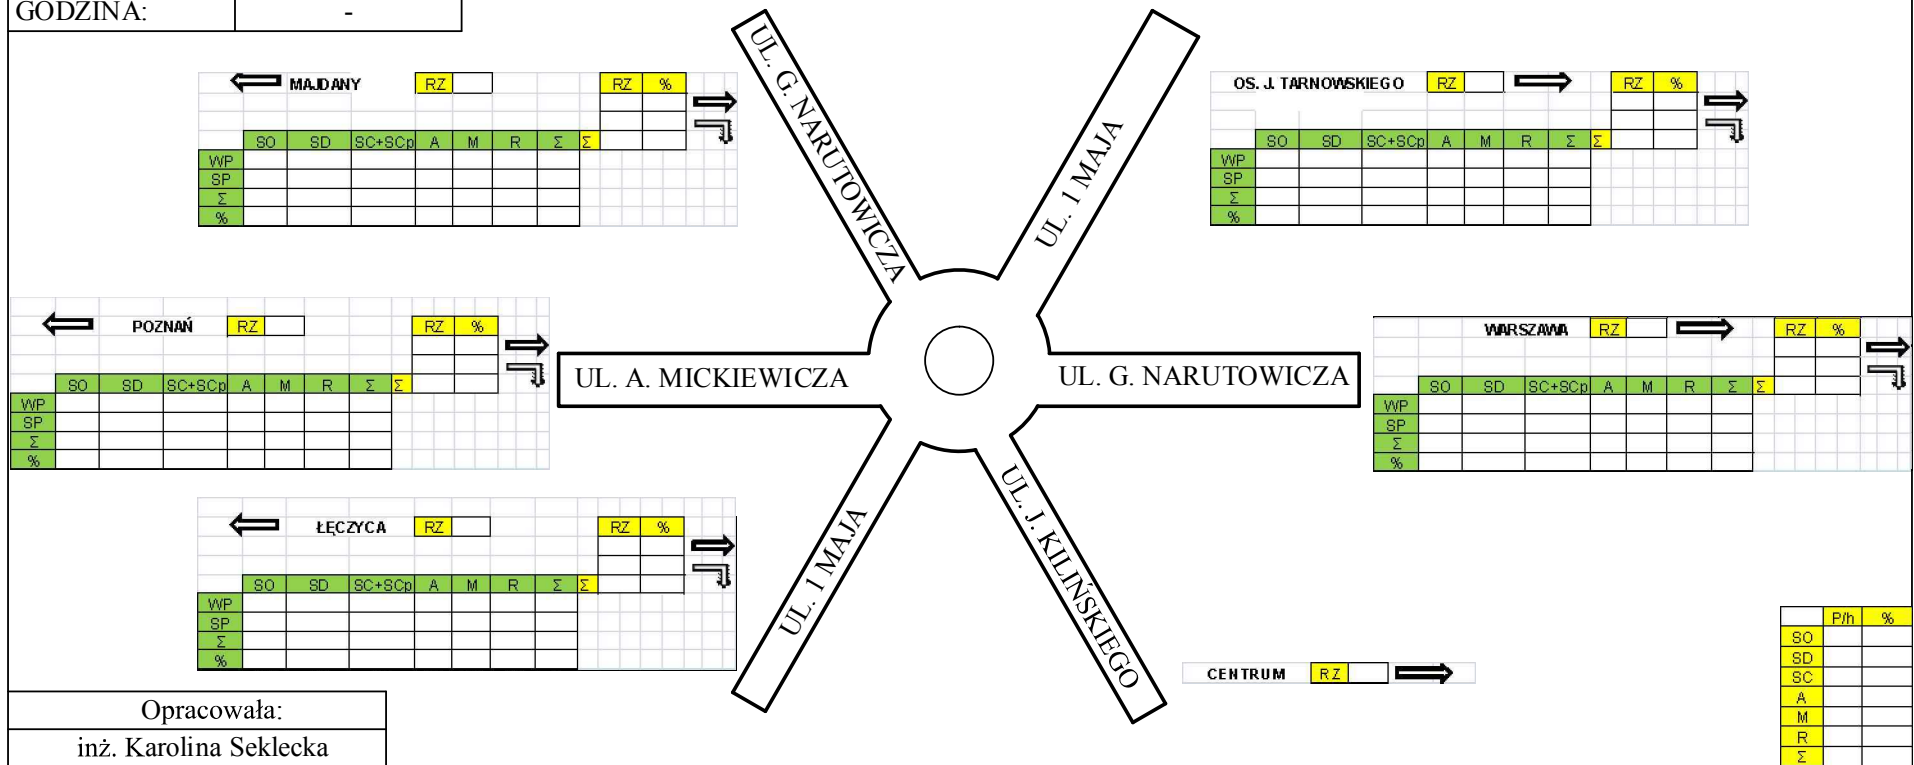 GODZINA: -
MAJDANY RZ RZ %
SO SD SC+SCp A M R Σ Σ
WP
SP
Σ
%
OS. J. TARNOWSKIEGO RZ RZ %
SO SD SC+SCp A M R Σ Σ
WP
SP
Σ
%
UL. G. NARUTOWICZA
UL. 1 MAJA
POZNAŃ RZ RZ %
SO SD SC+SCp A M R Σ Σ
WP
SP
Σ
%
UL. A. MICKIEWICZA
UL. G. NARUTOWICZA
WARSZAWA RZ RZ %
SO SD SC+SCp A M R Σ Σ
WP
SP
Σ
%
ŁĘCZYCA RZ RZ %
SO SD SC+SCp A M R Σ Σ
WP
SP
Σ
%
UL. 1 MAJA
UL. J. KILIŃSKIEGO
CENTRUM RZ
P/h %
SO
SD
SC
A
M
R
Σ
Opracowała:
inż. Karolina Seklecka